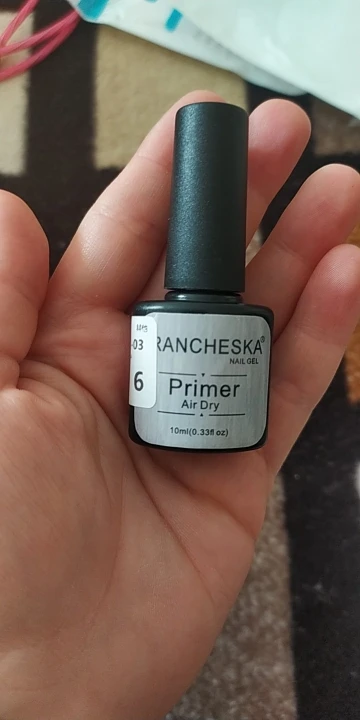 -03
6
RANCHESKA®
NAIL GEL
Primer
Air Dry
10ml(0.33fl oz)